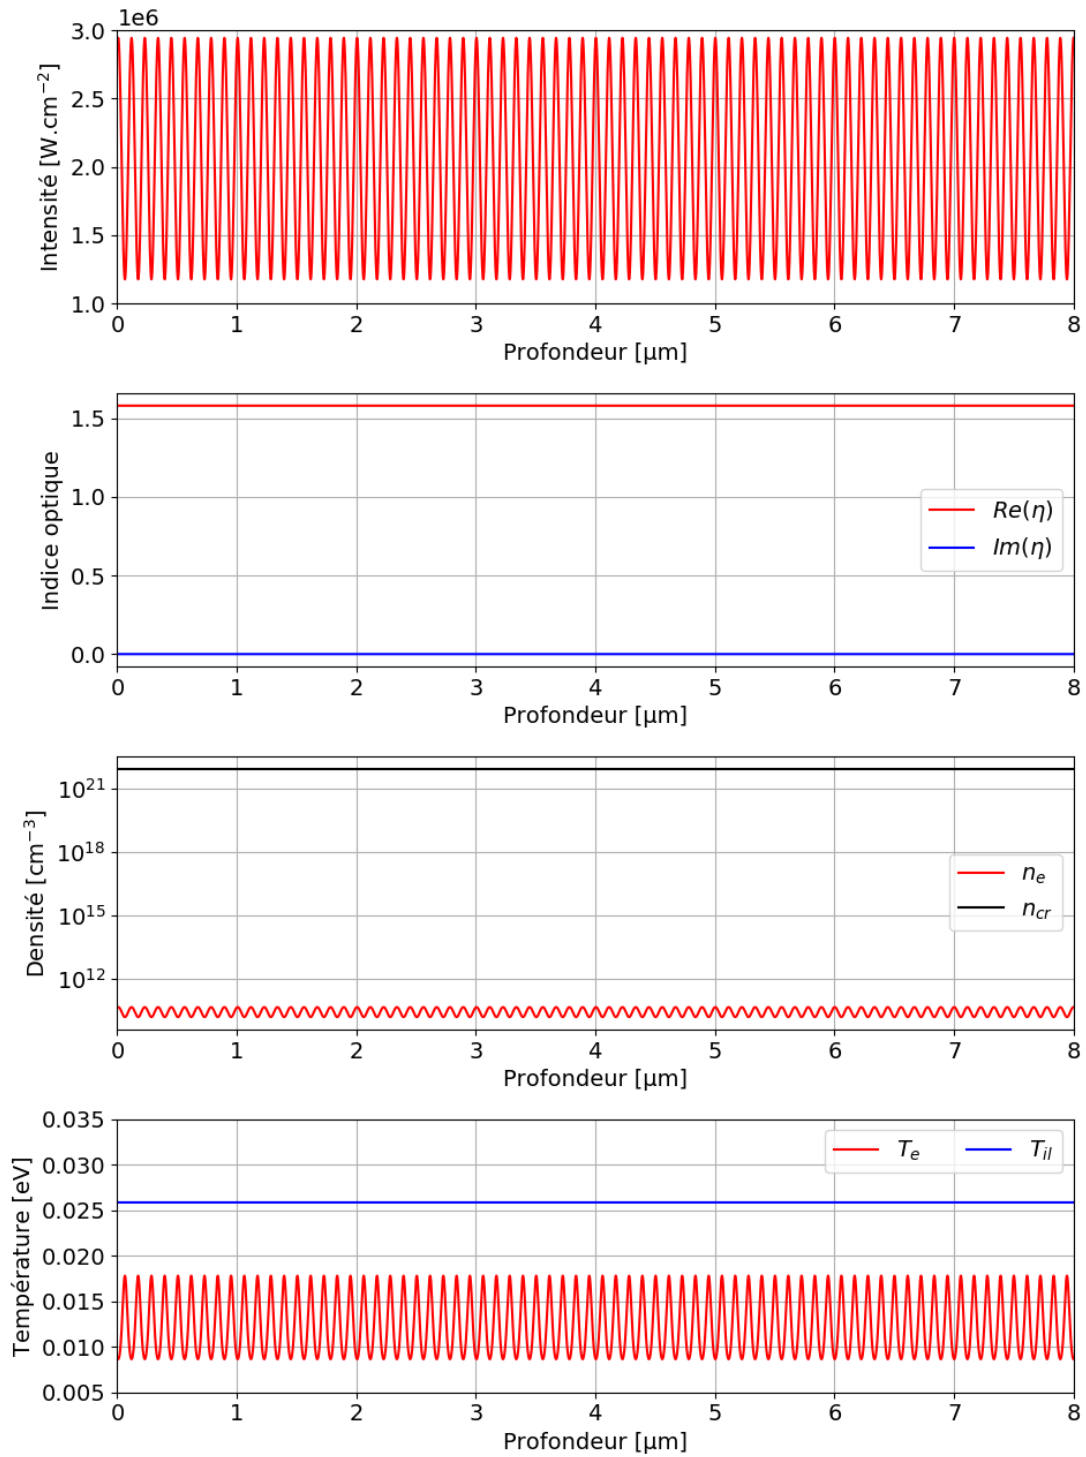 1e6
3.0
2.5
2.0
1.5
1.0
Intensité [W.cm⁻²]
0 1 2 3 4 5 6 7 8
Profondeur [µm]
1.5
1.0
0.5
0.0
Indice optique
Re(η)
Im(η)
0 1 2 3 4 5 6 7 8
Profondeur [µm]
10²¹
10¹⁸
10¹⁵
10¹²
Densité [cm⁻³]
nₑ
n_cr
0 1 2 3 4 5 6 7 8
Profondeur [µm]
0.035
0.030
0.025
0.020
0.015
0.010
0.005
Température [eV]
Tₑ T_il
0 1 2 3 4 5 6 7 8
Profondeur [µm]